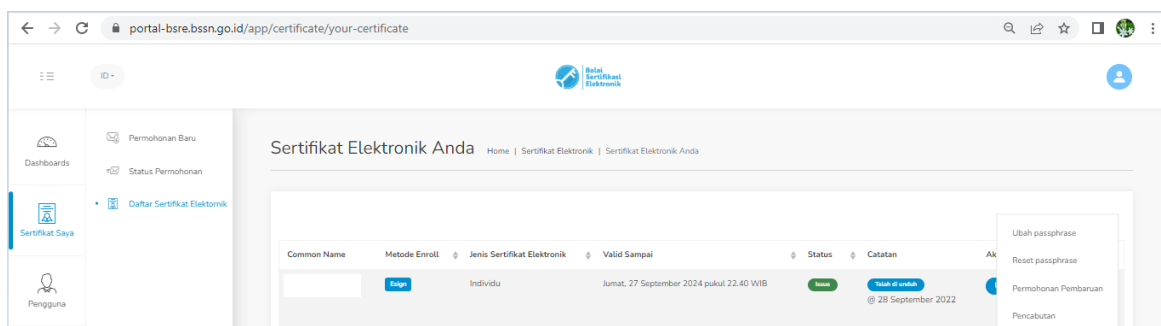 portal-bsre.bssn.go.id/app/certificate/your-certificate
ID
Balai
Sertifikasi
Elektronik
Dashboards
Sertifikat Saya
Pengguna
Permohonan Baru
Status Permohonan
Daftar Sertifikat Elektornik
Sertifikat Elektronik Anda Home | Sertifikat Elektronik | Sertifikat Elektronik Anda
Common Name Metode Enroll Jenis Sertifikat Elektronik Valid Sampai Status Catatan Ak
Esign Individu Jumat, 27 September 2024 pukul 22.40 WIB Issue Telah di unduh
@ 28 September 2022
Ubah passphrase
Reset passphrase
Permohonan Pembaruan
Pencabutan